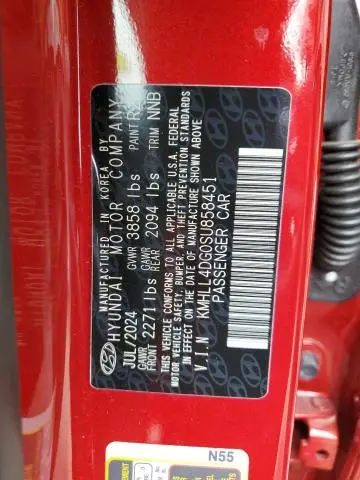 MANUFACTURED IN KOREA BY
HYUNDAI MOTOR COMPANY
JUL/2024 GVWR 3858 lbs PAINT
GAWR FRONT 2271 lbs GAWR REAR 2094 lbs TRIM NNB
THIS VEHICLE CONFORMS TO ALL APPLICABLE U.S.A. FEDERAL
MOTOR VEHICLE SAFETY, BUMPER, AND THEFT PREVENTION STANDARDS
IN EFFECT ON THE DATE OF MANUFACTURE SHOWN ABOVE
V.I.N KMHLL4DG0SU858451
PASSENGER CAR
N55